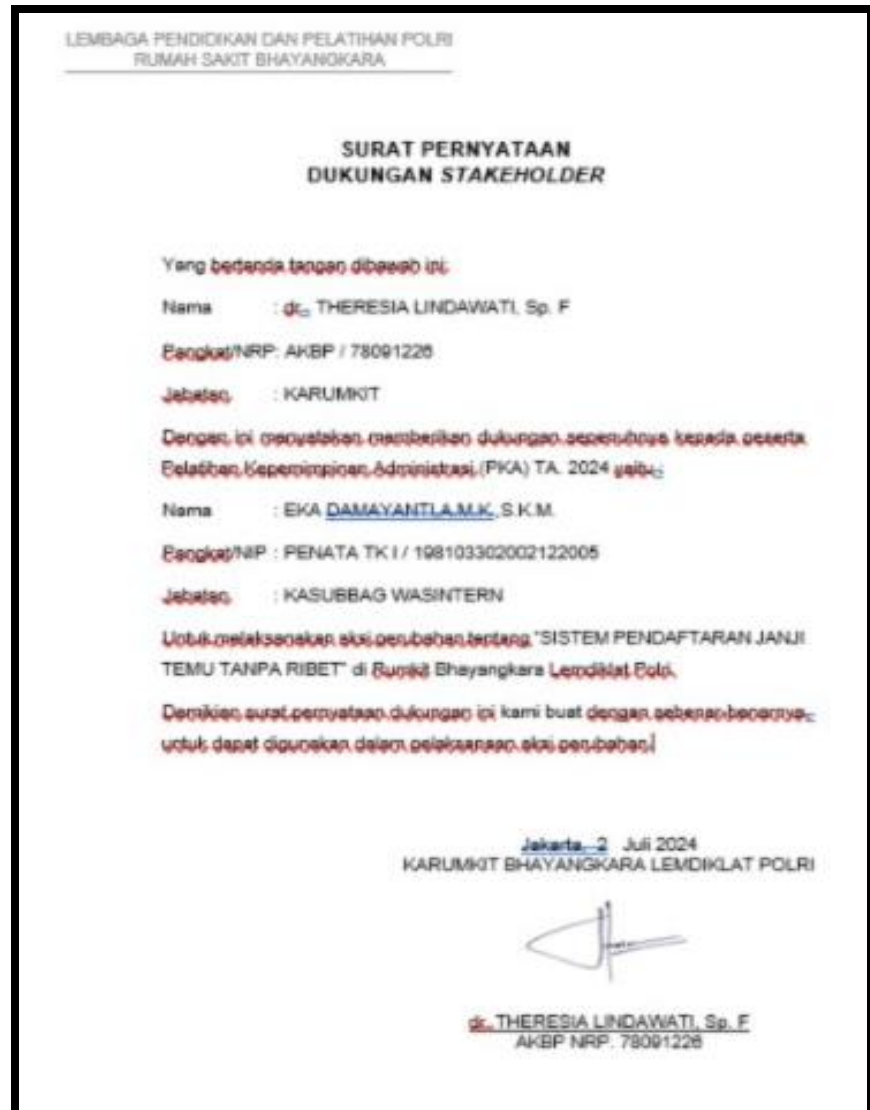 LEMBAGA PENDIDIKAN DAN PELATIHAN POLRI
RUMAH SAKIT BHAYANGKARA
SURAT PERNYATAAN
DUKUNGAN STAKEHOLDER
Yang bertanda tangan dibawah ini:
Nama : dr., THERESIA LINDAWATI, Sp. F
Pangkat/NRP: AKBP / 78091226
Jabatan : KARUMKIT
Dengan ini menyatakan memberikan dukungan sepenuhnya kepada peserta
Pelatihan Kepemimpinan Administrasi (PKA) TA. 2024 yaitu :
Nama : EKA DAMAYANTI,A.M.K.,S.K.M.
Pangkat/NIP : PENATA TK I / 198103302002122005
Jabatan : KASUBBAG WASINTERN
Untuk melaksanakan aksi perubahan tentang "SISTEM PENDAFTARAN JANJI
TEMU TANPA RIBET" di Rumkit Bhayangkara Lemdiklat Polri.
Demikian surat pernyataan dukungan ini kami buat dengan sebenar-benarnya
untuk dapat digunakan dalam pelaksanaan aksi perubahan.
Jakarta, 2 Juli 2024
KARUMKIT BHAYANGKARA LEMDIKLAT POLRI
dr., THERESIA LINDAWATI, Sp. F
AKBP NRP. 78091226